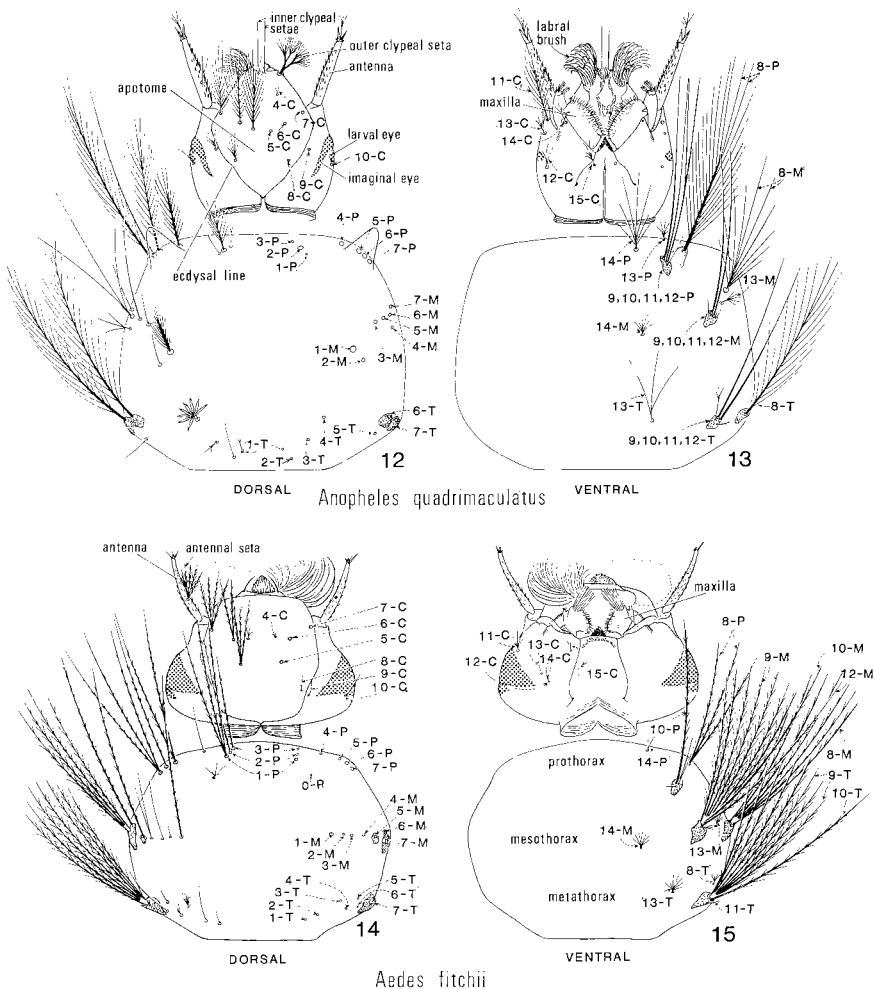 inner clypeal
setae
outer clypeal seta
antenna
apotome
4-C
7-C
6-C
5-C
larval eye
10-C
imaginal eye
9-C
8-C
ecdysal line
4-P
5-P
3-P
6-P
2-P
7-P
1-P
7-M
6-M
5-M
1-M
4-M
2-M
3-M
6-T
5-T
7-T
1-T
4-T
2-T
3-T
12
DORSAL
labral
brush
8-P
11-C
maxilla
13-C
14-C
8-M
12-C
15-C
14-P
13-P
13-M
9,10,11,12-P
14-M
9,10,11,12-M
13-T
8-T
9,10,11,12-T
13
VENTRAL
Anopheles quadrimaculatus
antenna
antennal seta
7-C
4-C
6-C
5-C
8-C
9-C
10-C
4-P
3-P
5-P
2-P
6-P
1-P
7-P
0-P
4-M
5-M
1-M
6-M
2-M
7-M
3-M
4-T
5-T
3-T
6-T
2-T
7-T
1-T
14
DORSAL
maxilla
8-P
11-C
13-C
9-M
10-M
12-C
14-C
12-M
15-C
10-P
8-M
14-P
prothorax
9-T
10-T
14-M
mesothorax
13-M
8-T
metathorax
13-T
11-T
15
VENTRAL
Aedes fitchii